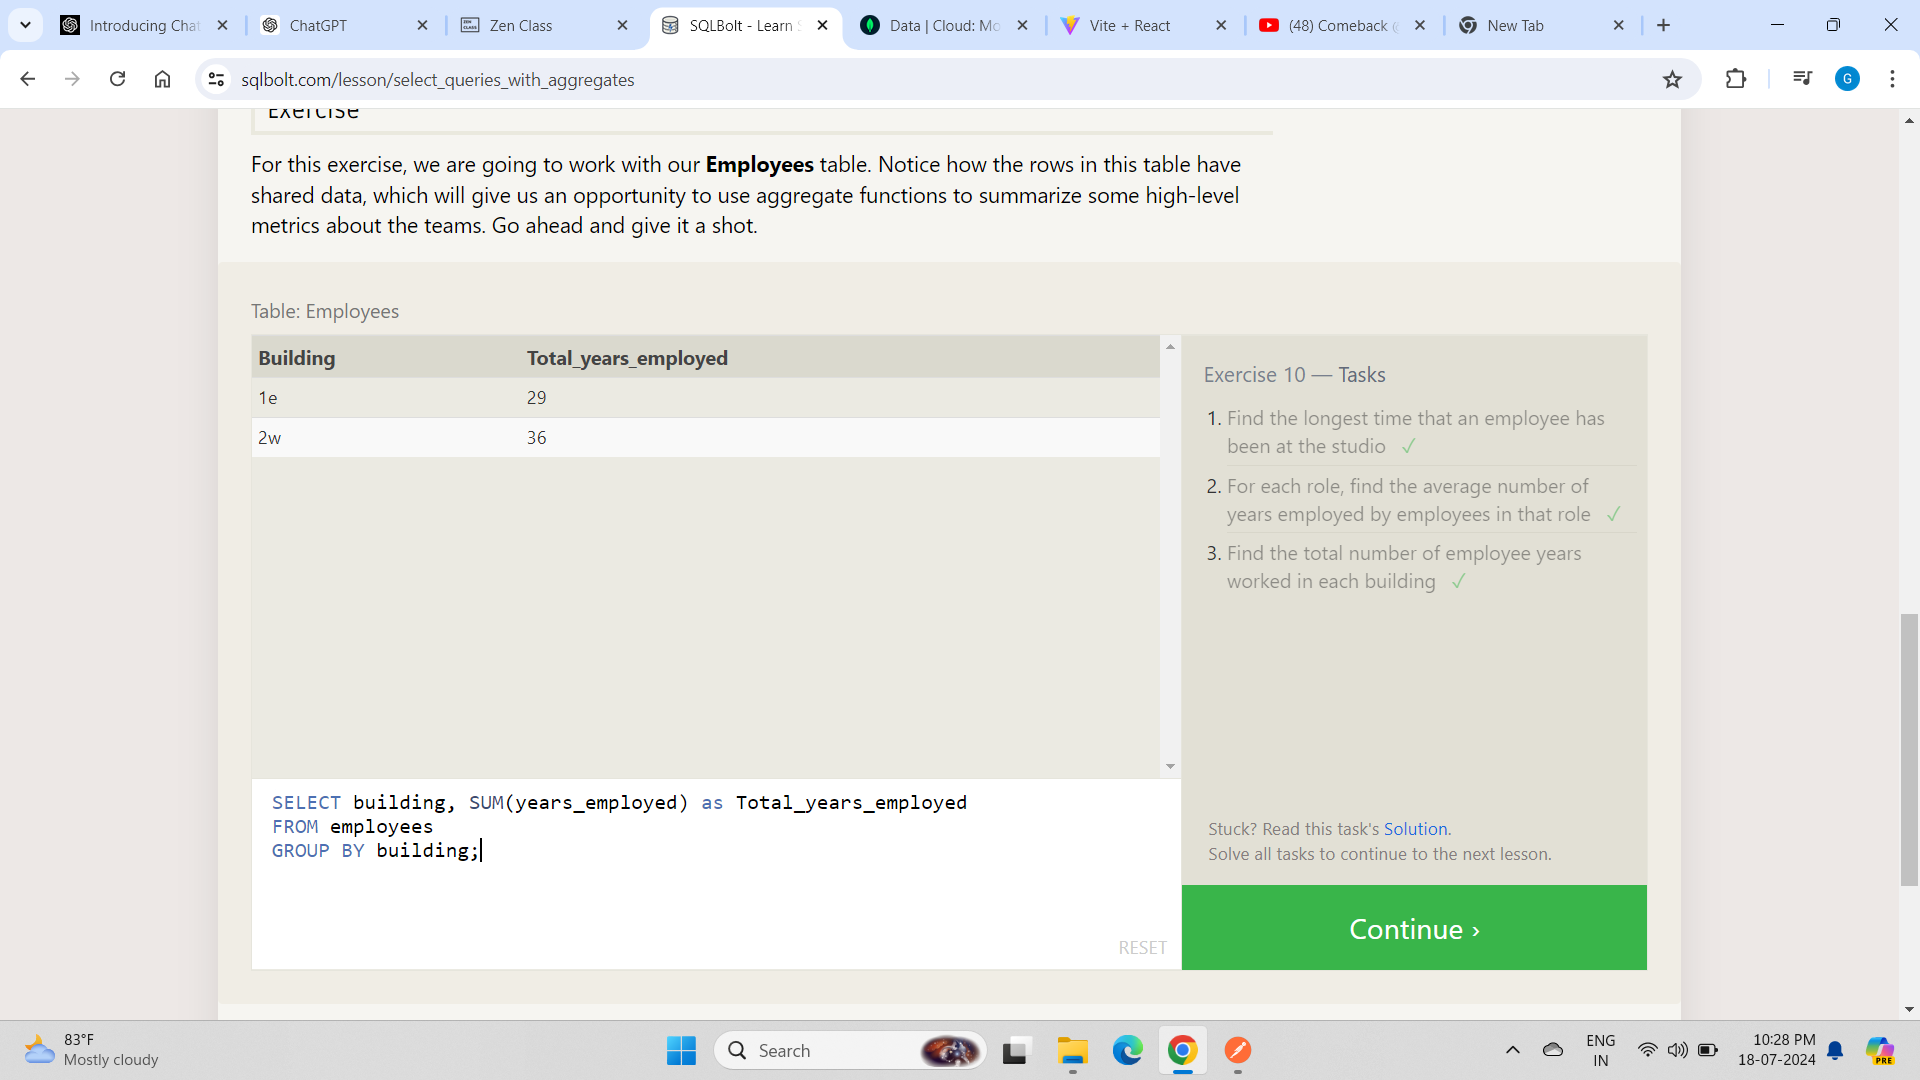 Introducing Chat
ChatGPT
Zen Class
SQLBolt - Learn S
Data | Cloud: Mo
Vite + React
(48) Comeback
New Tab
sqlbolt.com/lesson/select_queries_with_aggregates
G
Exercise
For this exercise, we are going to work with our Employees table. Notice how the rows in this table have
shared data, which will give us an opportunity to use aggregate functions to summarize some high-level
metrics about the teams. Go ahead and give it a shot.
Table: Employees
Building Total_years_employed
1e 29
2w 36
SELECT building, SUM(years_employed) as Total_years_employed
FROM employees
GROUP BY building;
RESET
Exercise 10 — Tasks
1. Find the longest time that an employee has
been at the studio ✓
2. For each role, find the average number of
years employed by employees in that role ✓
3. Find the total number of employee years
worked in each building ✓
Stuck? Read this task's Solution.
Solve all tasks to continue to the next lesson.
Continue ›
83°F
Mostly cloudy
Search
ENG
IN
10:28 PM
18-07-2024
PRE